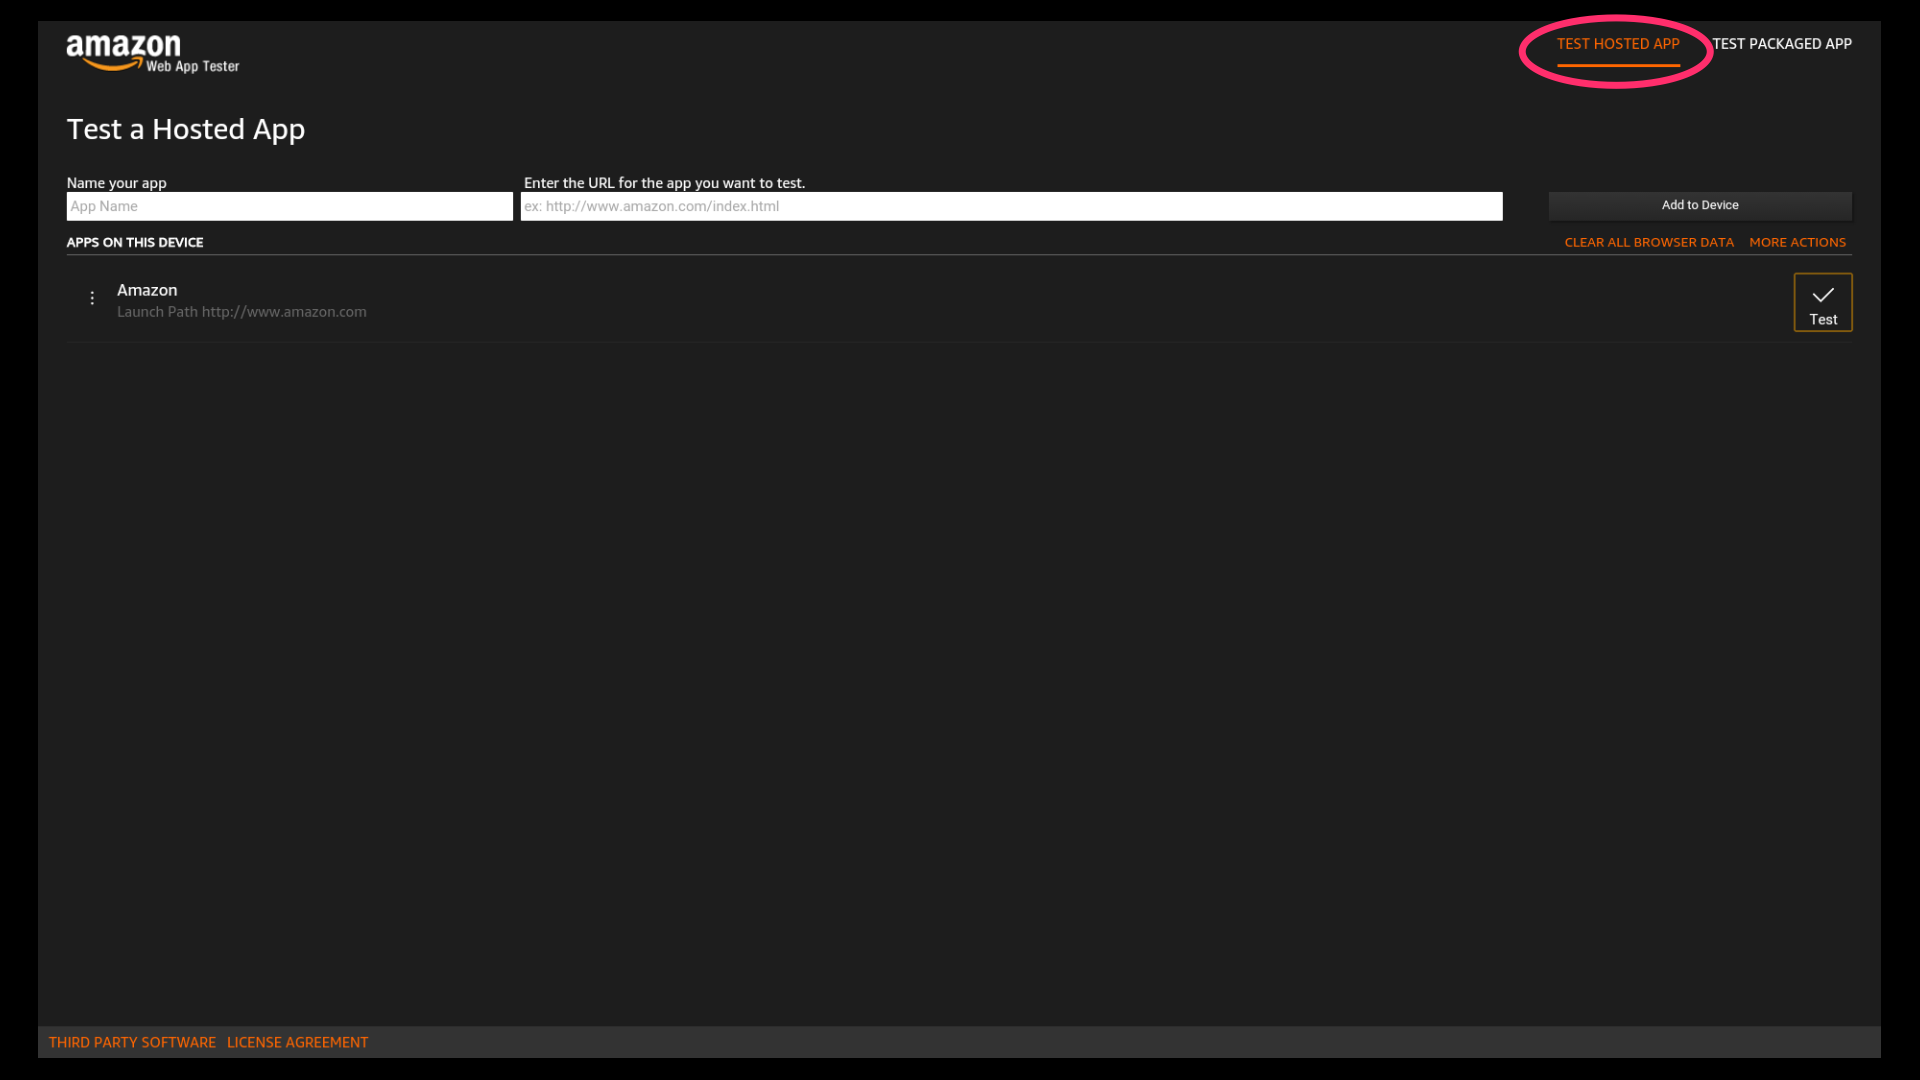 amazon
Web App Tester
TEST HOSTED APP TEST PACKAGED APP
Test a Hosted App
Name your app Enter the URL for the app you want to test.
App Name ex: http://www.amazon.com/index.html Add to Device
APPS ON THIS DEVICE CLEAR ALL BROWSER DATA MORE ACTIONS
Amazon
Launch Path http://www.amazon.com
Test
THIRD PARTY SOFTWARE LICENSE AGREEMENT